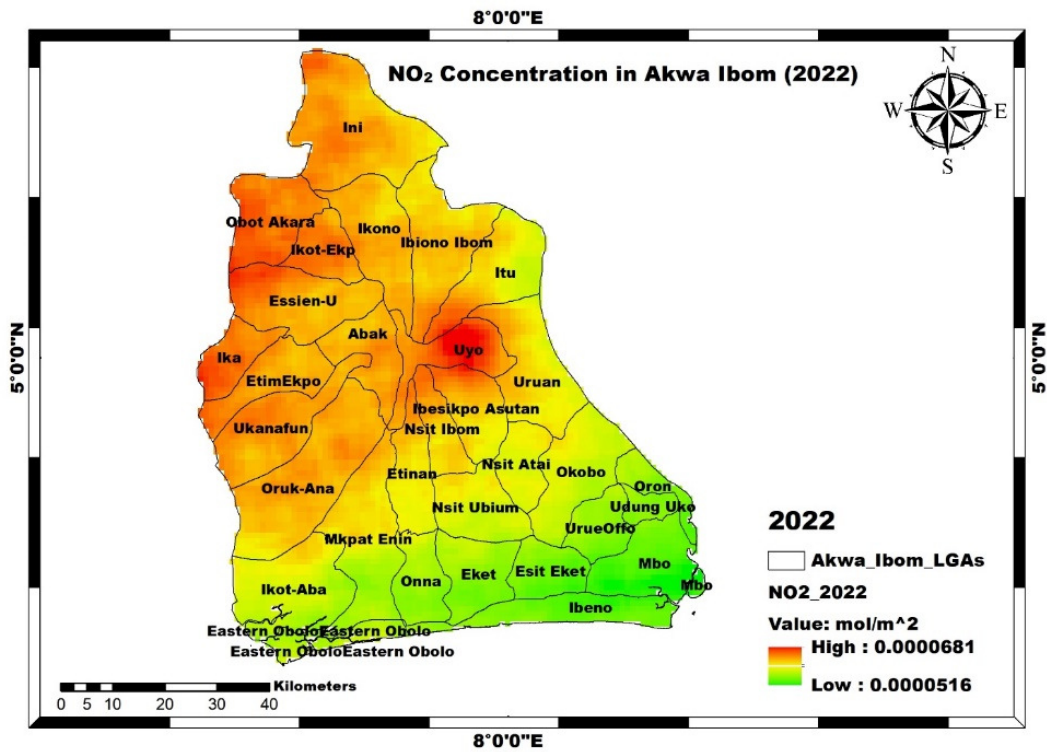 8°0'0"E
NO₂ Concentration in Akwa Ibom (2022)
N
W E
S
Ini
Obot Akara
Ikono
Ibiono Ibom
Ikot-Ekp
Itu
Essien-U
5°0'0"N
5°0'0"N
Abak
Uyo
Ika
EtimEkpo
Uruan
Ibesikpo Asutan
Ukanafun
Nsit Ibom
Etinan
Nsit Atai
Okobo
Oruk-Ana
Oron
Nsit Ubium
Udung Uko
UrueOffo
2022
Mkpat Enin
Akwa_Ibom_LGAs
Mbo
Esit Eket
Eket
Onna
Ikot-Aba
Mbo
NO2_2022
Ibeno
Value: mol/m^2
Eastern Obolo
Eastern Obolo
High : 0.0000681
Eastern Obolo
Eastern Obolo
Low : 0.0000516
Kilometers
0 5 10 20 30 40
8°0'0"E